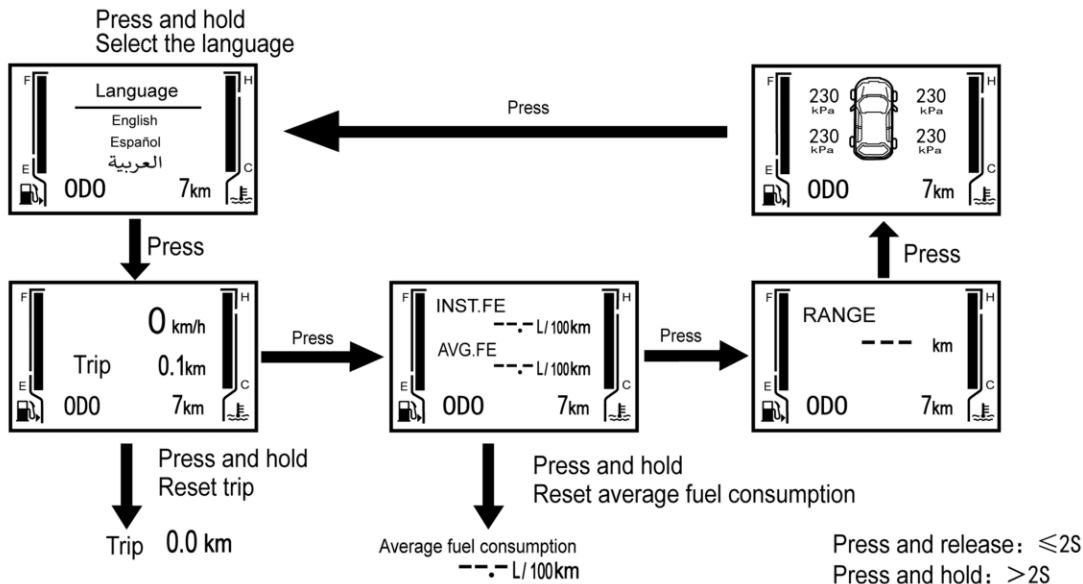 Press and hold
Select the language
F
H
Language
English
Español
العربية
E
C
ODO 7km
Press
230 kPa 230 kPa
230 kPa 230 kPa
F
E
ODO 7km
H
C
Press
Press
F
H
0 km/h
Trip 0.1km
E
C
ODO 7km
Press
F
H
INST.FE
--.- L/100km
AVG.FE
--.- L/100km
E
C
ODO 7km
Press
F
H
RANGE
--- km
E
C
ODO 7km
Press and hold
Reset trip
Trip 0.0 km
Press and hold
Reset average fuel consumption
Average fuel consumption
--.- L/100km
Press and release: ≤2S
Press and hold: >2S